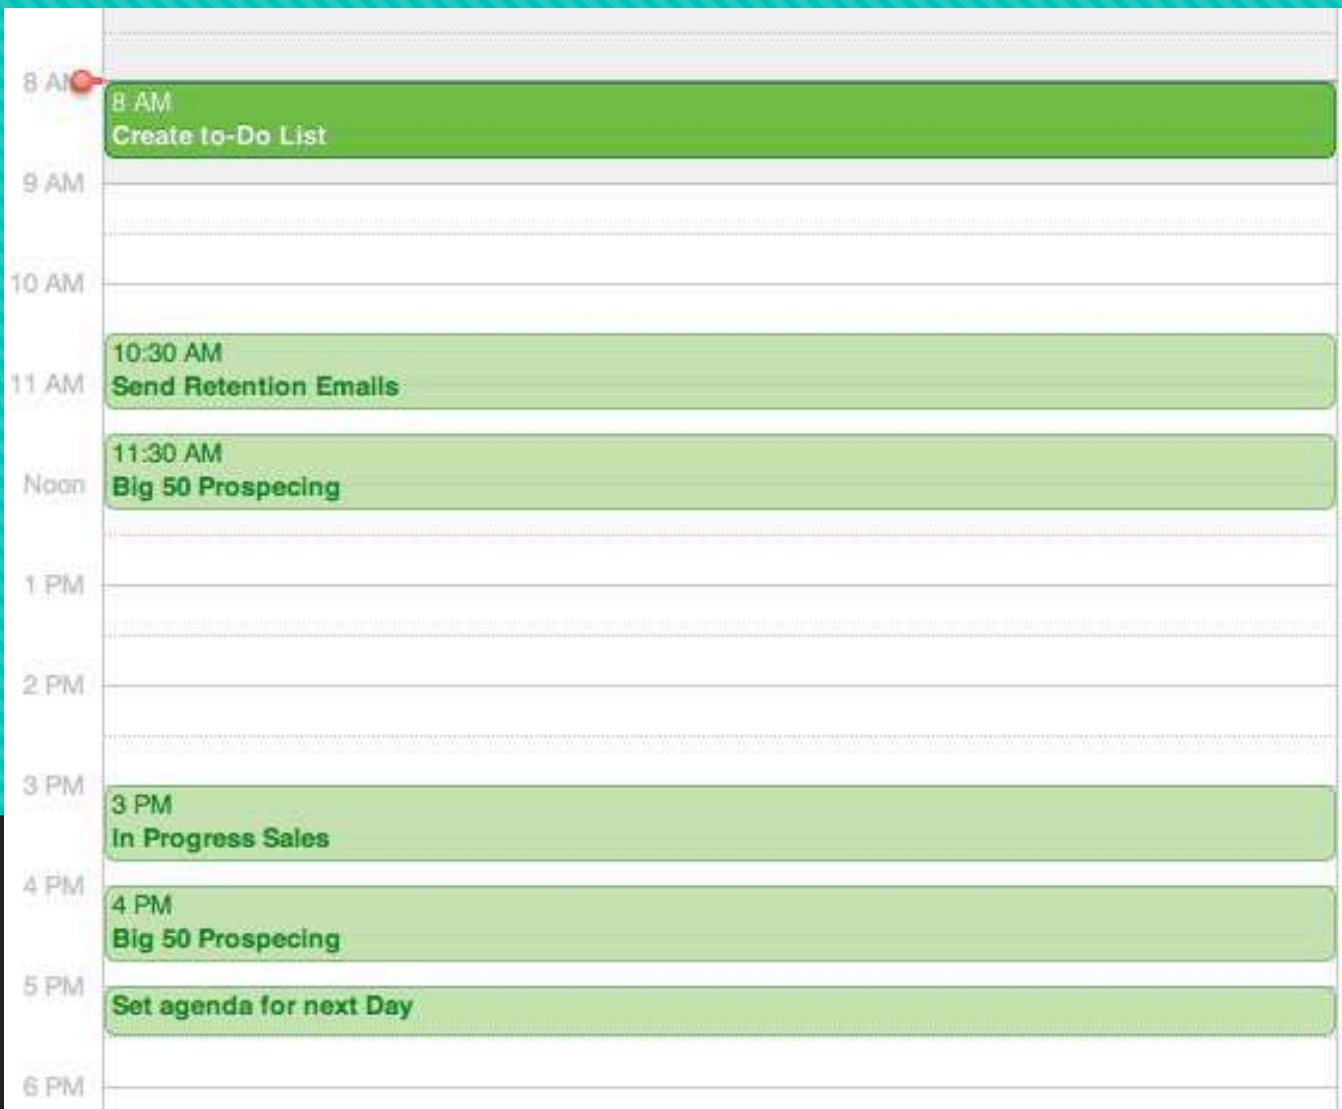 8 AM
8 AM
Create to-Do List
9 AM
10 AM
10:30 AM
11 AM
Send Retention Emails
11:30 AM
Noon
Big 50 Prospecing
1 PM
2 PM
3 PM
3 PM
In Progress Sales
4 PM
4 PM
Big 50 Prospecing
5 PM
Set agenda for next Day
6 PM